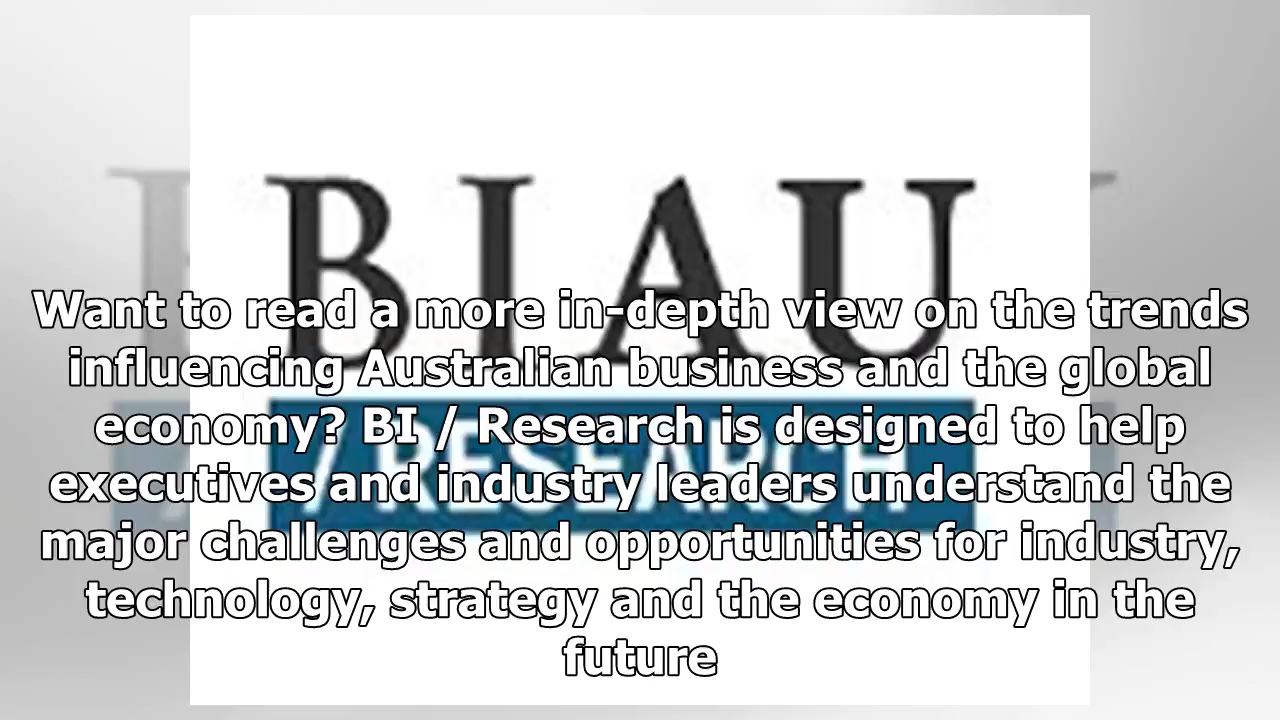 BIAU
/ RESEARCH
Want to read a more in-depth view on the trends
influencing Australian business and the global
economy? BI / Research is designed to help
executives and industry leaders understand the
major challenges and opportunities for industry,
technology, strategy and the economy in the
future